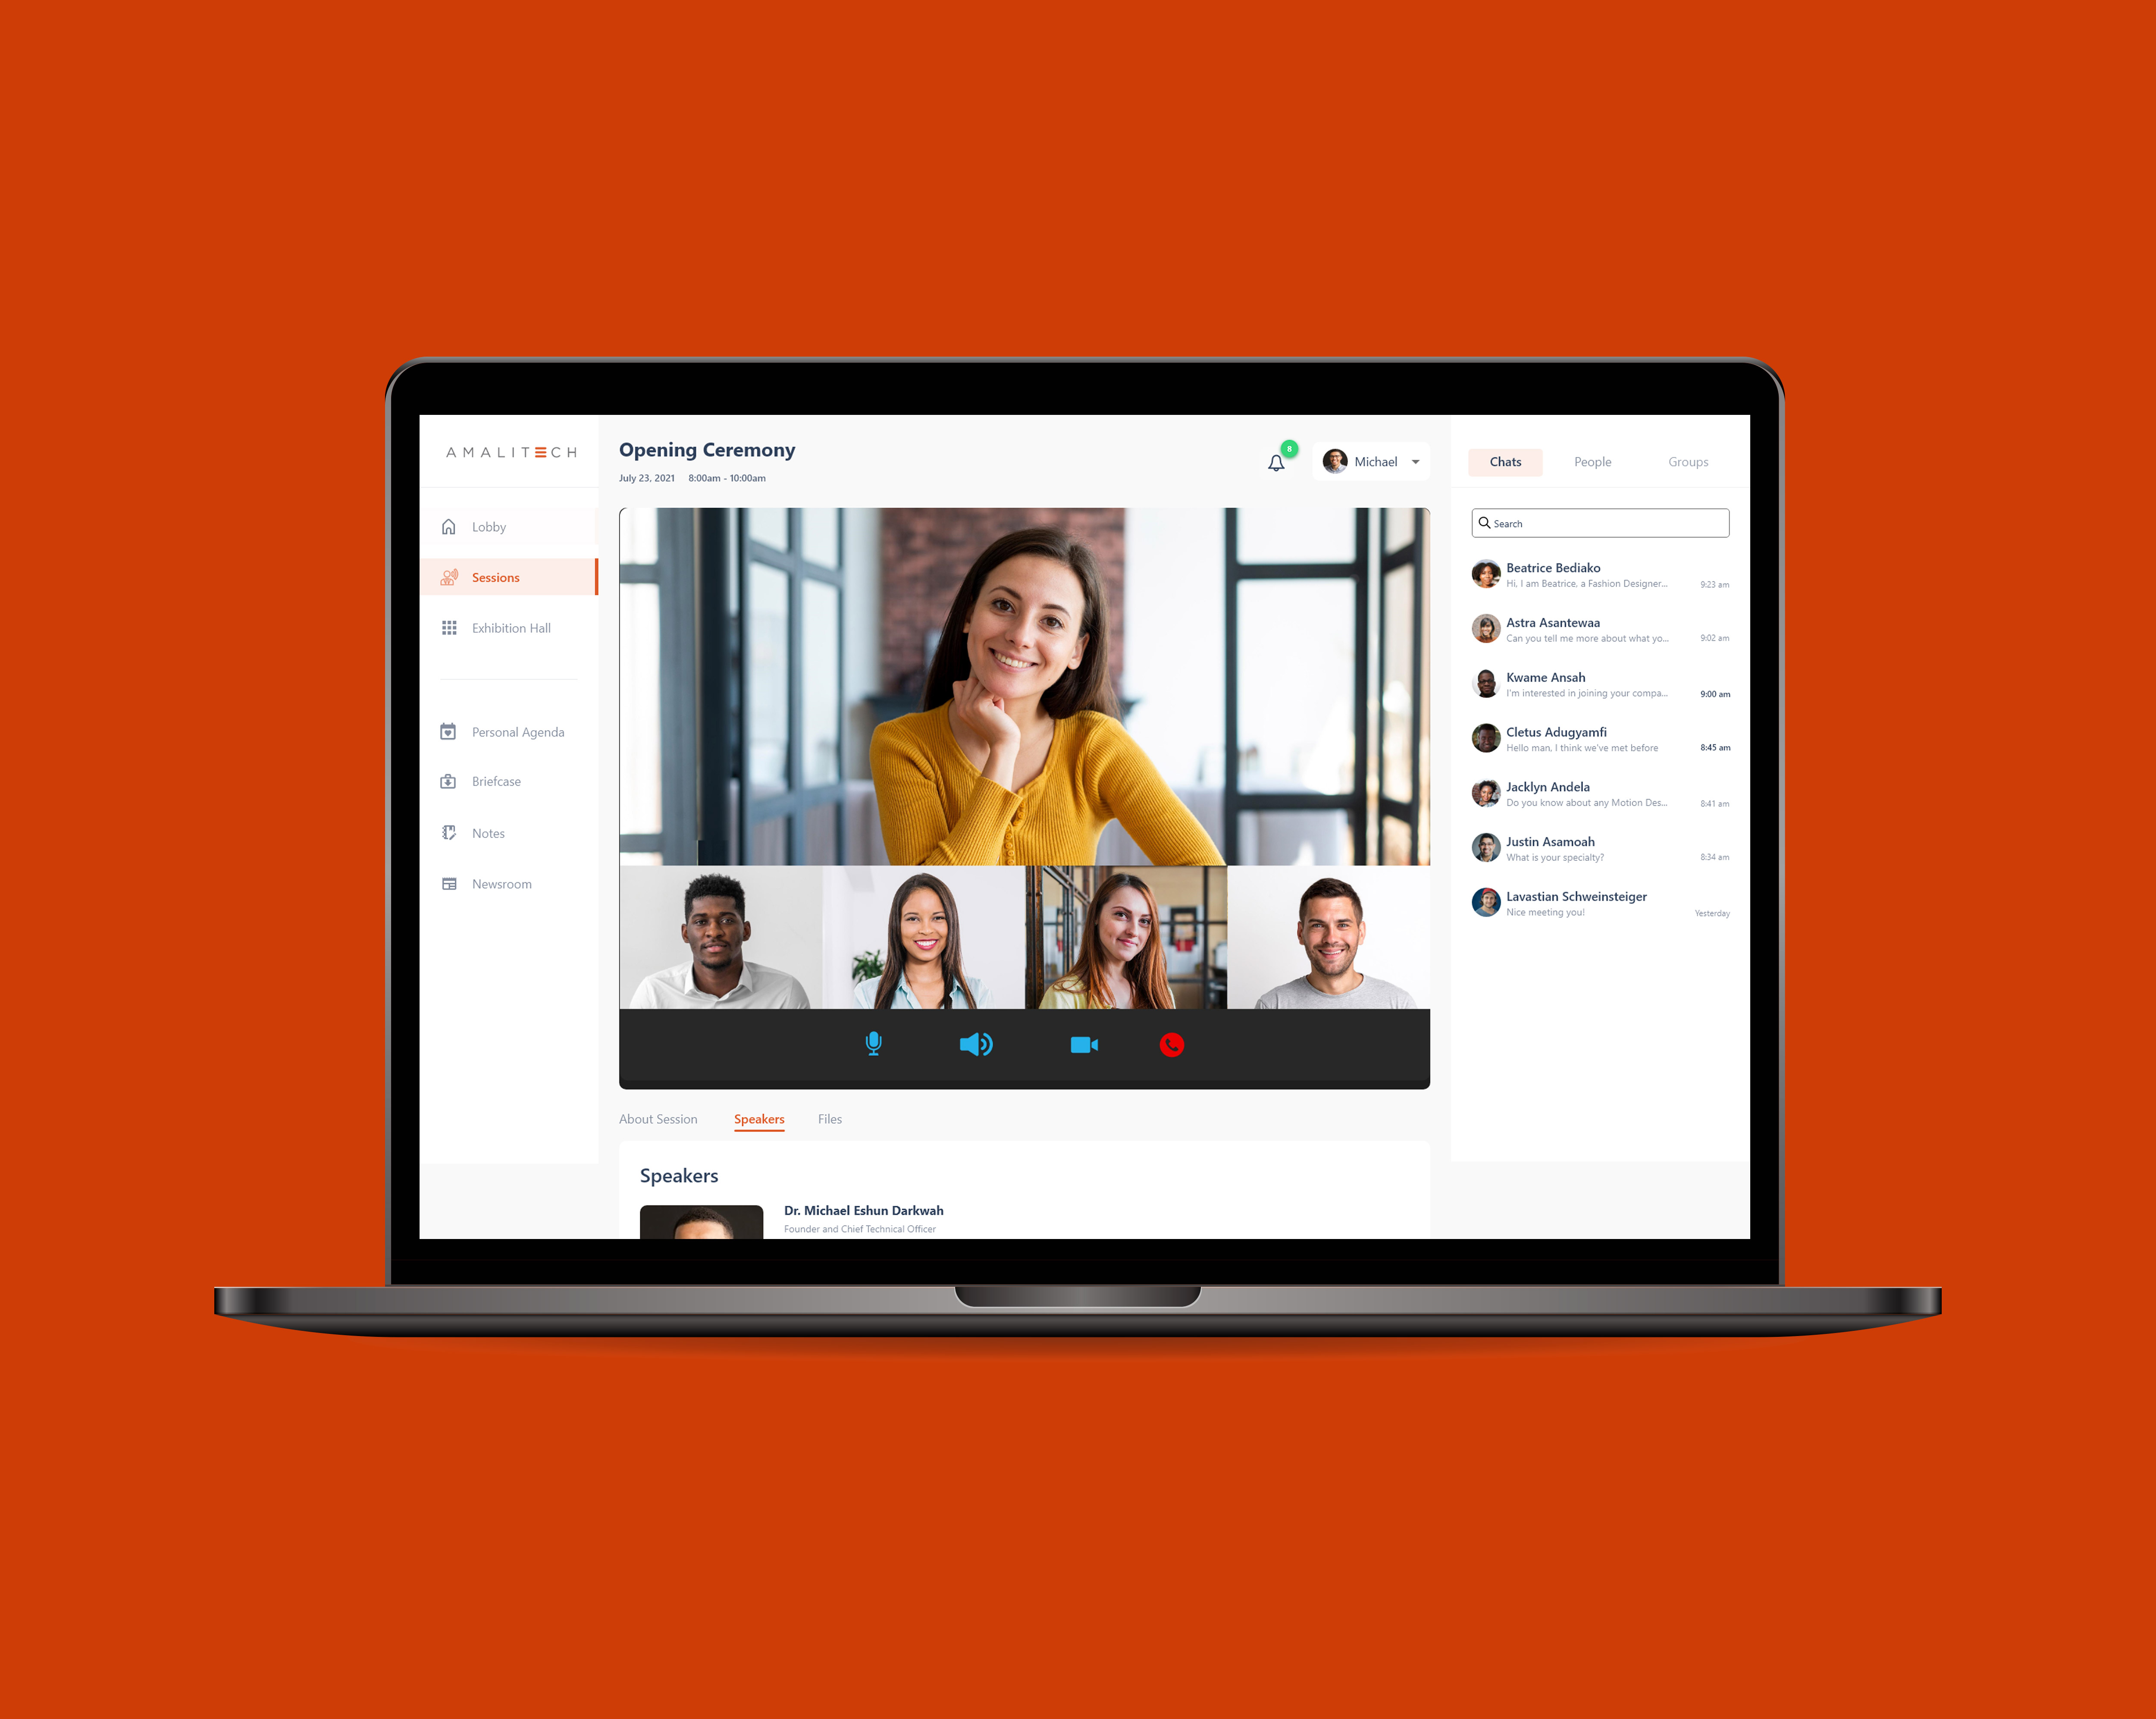 AMALITECH
Lobby
Sessions
Exhibition Hall
Personal Agenda
Briefcase
Notes
Newsroom
Opening Ceremony
July 23, 2021 8:00am - 10:00am
8
Michael
About Session Speakers Files
Speakers
Dr. Michael Eshun Darkwah
Founder and Chief Technical Officer
Chats People Groups
Search
Beatrice Bediako
Hi, I am Beatrice, a Fashion Designer... 9:23 am
Astra Asantewaa
Can you tell me more about what yo... 9:02 am
Kwame Ansah
I'm interested in joining your compa... 9:00 am
Cletus Adugyamfi
Hello man, I think we've met before 8:45 am
Jacklyn Andela
Do you know about any Motion Des... 8:41 am
Justin Asamoah
What is your specialty? 8:34 am
Lavastian Schweinsteiger
Nice meeting you! Yesterday